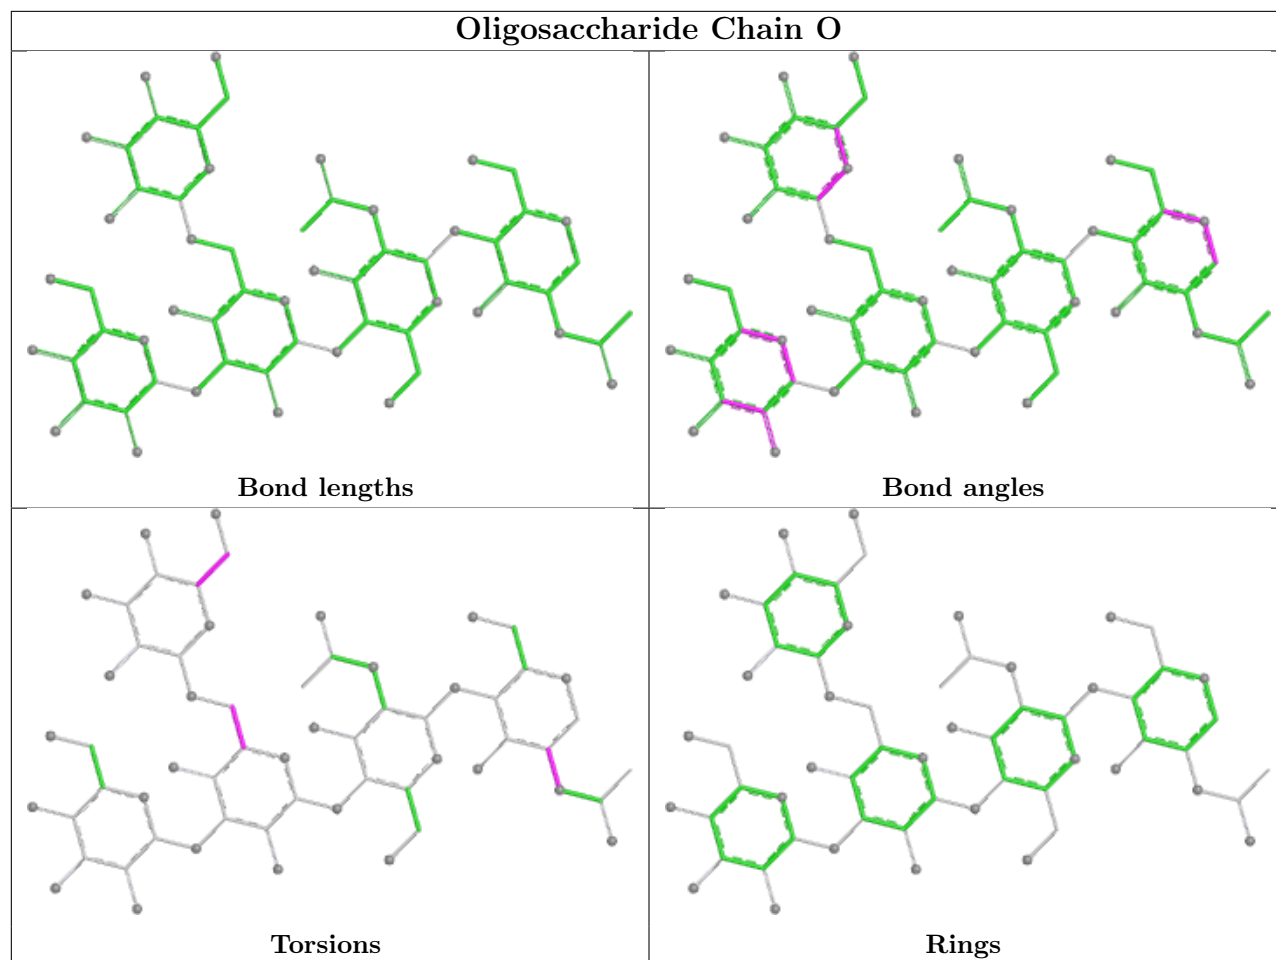 Oligosaccharide Chain O
Bond lengths
Bond angles
Torsions
Rings